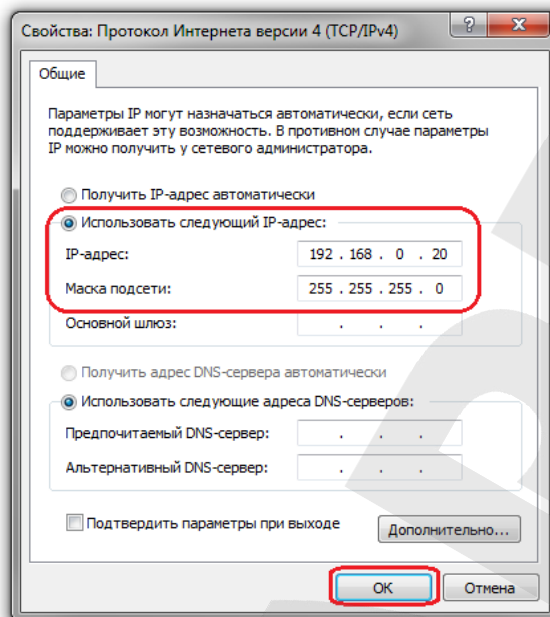 Свойства: Протокол Интернета версии 4 (TCP/IPv4)
Общие
Параметры IP могут назначаться автоматически, если сеть
поддерживает эту возможность. В противном случае параметры
IP можно получить у сетевого администратора.
Получить IP-адрес автоматически
Использовать следующий IP-адрес:
IP-адрес: 192 . 168 . 0 . 20
Маска подсети: 255 . 255 . 255 . 0
Основной шлюз: . . .
Получить адрес DNS-сервера автоматически
Использовать следующие адреса DNS-серверов:
Предпочитаемый DNS-сервер: . . .
Альтернативный DNS-сервер: . . .
Подтвердить параметры при выходе
Дополнительно...
ОК Отмена